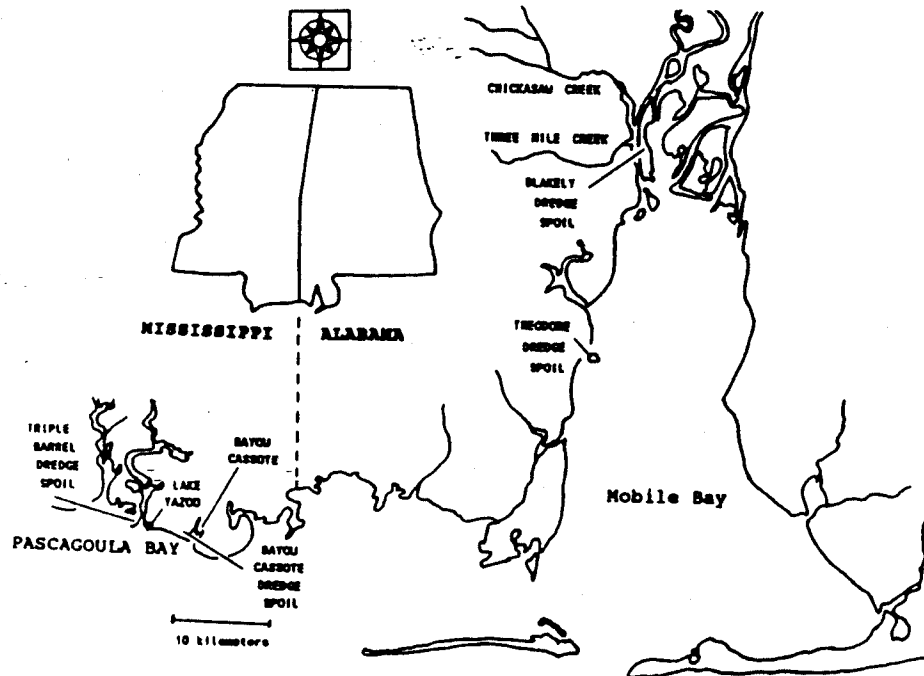 CHICKASAW CREEK
THREE MILE CREEK
BLAKELY
DREDGE
SPOIL
MISSISSIPPI
ALABAMA
THEODORE
DREDGE
SPOIL
TRIPLE
BARREL
DREDGE
SPOIL
BAYOU
CASSOTE
LAKE
YAZOO
Mobile Bay
PASCAGOULA BAY
BAYOU
CASSOTE
DREDGE
SPOIL
10 kilometers